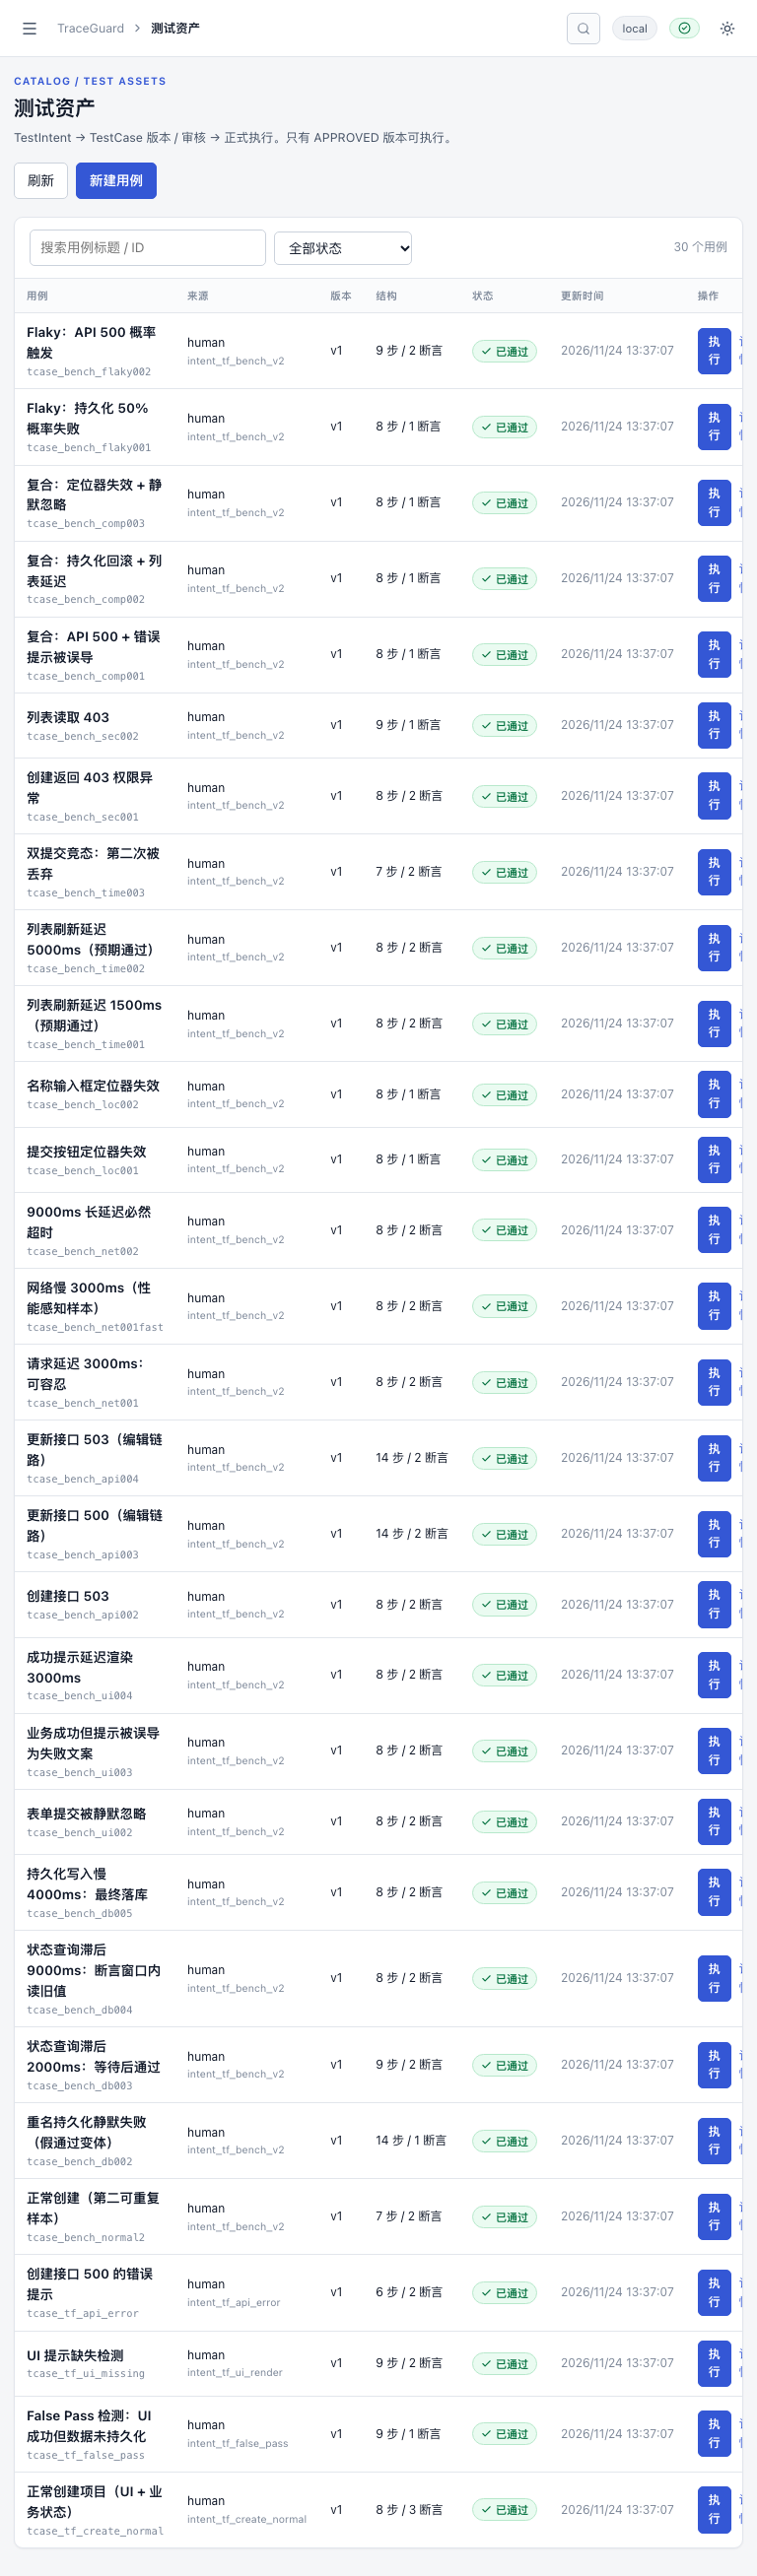 TraceGuard > 测试资产
local
CATALOG / TEST ASSETS
测试资产
TestIntent → TestCase 版本 / 审核 → 正式执行。只有 APPROVED 版本可执行。
刷新 新建用例
搜索用例标题 / ID 全部状态 30 个用例
用例 来源 版本 结构 状态 更新时间 操作
Flaky：API 500 概率
触发
tcase_bench_flaky002
human
intent_tf_bench_v2
v1
9 步 / 2 断言
已通过
2026/11/24 13:37:07
执
行
Flaky：持久化 50%
概率失败
tcase_bench_flaky001
human
intent_tf_bench_v2
v1
8 步 / 1 断言
已通过
2026/11/24 13:37:07
执
行
复合：定位器失效 + 静
默忽略
tcase_bench_comp003
human
intent_tf_bench_v2
v1
8 步 / 1 断言
已通过
2026/11/24 13:37:07
执
行
复合：持久化回滚 + 列
表延迟
tcase_bench_comp002
human
intent_tf_bench_v2
v1
8 步 / 1 断言
已通过
2026/11/24 13:37:07
执
行
复合：API 500 + 错误
提示被误导
tcase_bench_comp001
human
intent_tf_bench_v2
v1
8 步 / 1 断言
已通过
2026/11/24 13:37:07
执
行
列表读取 403
tcase_bench_sec002
human
intent_tf_bench_v2
v1
9 步 / 1 断言
已通过
2026/11/24 13:37:07
执
行
创建返回 403 权限异
常
tcase_bench_sec001
human
intent_tf_bench_v2
v1
8 步 / 2 断言
已通过
2026/11/24 13:37:07
执
行
双提交竞态：第二次被
丢弃
tcase_bench_time003
human
intent_tf_bench_v2
v1
7 步 / 2 断言
已通过
2026/11/24 13:37:07
执
行
列表刷新延迟
5000ms（预期通过）
tcase_bench_time002
human
intent_tf_bench_v2
v1
8 步 / 2 断言
已通过
2026/11/24 13:37:07
执
行
列表刷新延迟 1500ms
（预期通过）
tcase_bench_time001
human
intent_tf_bench_v2
v1
8 步 / 2 断言
已通过
2026/11/24 13:37:07
执
行
名称输入框定位器失效
tcase_bench_loc002
human
intent_tf_bench_v2
v1
8 步 / 1 断言
已通过
2026/11/24 13:37:07
执
行
提交按钮定位器失效
tcase_bench_loc001
human
intent_tf_bench_v2
v1
8 步 / 1 断言
已通过
2026/11/24 13:37:07
执
行
9000ms 长延迟必然
超时
tcase_bench_net002
human
intent_tf_bench_v2
v1
8 步 / 2 断言
已通过
2026/11/24 13:37:07
执
行
网络慢 3000ms（性
能感知样本）
tcase_bench_net001fast
human
intent_tf_bench_v2
v1
8 步 / 2 断言
已通过
2026/11/24 13:37:07
执
行
请求延迟 3000ms：
可容忍
tcase_bench_net001
human
intent_tf_bench_v2
v1
8 步 / 2 断言
已通过
2026/11/24 13:37:07
执
行
更新接口 503（编辑链
路）
tcase_bench_api004
human
intent_tf_bench_v2
v1
14 步 / 2 断言
已通过
2026/11/24 13:37:07
执
行
更新接口 500（编辑链
路）
tcase_bench_api003
human
intent_tf_bench_v2
v1
14 步 / 2 断言
已通过
2026/11/24 13:37:07
执
行
创建接口 503
tcase_bench_api002
human
intent_tf_bench_v2
v1
8 步 / 2 断言
已通过
2026/11/24 13:37:07
执
行
成功提示延迟渲染
3000ms
tcase_bench_ui004
human
intent_tf_bench_v2
v1
8 步 / 2 断言
已通过
2026/11/24 13:37:07
执
行
业务成功但提示被误导
为失败文案
tcase_bench_ui003
human
intent_tf_bench_v2
v1
8 步 / 2 断言
已通过
2026/11/24 13:37:07
执
行
表单提交被静默忽略
tcase_bench_ui002
human
intent_tf_bench_v2
v1
8 步 / 2 断言
已通过
2026/11/24 13:37:07
执
行
持久化写入慢
4000ms：最终落库
tcase_bench_db005
human
intent_tf_bench_v2
v1
8 步 / 2 断言
已通过
2026/11/24 13:37:07
执
行
状态查询滞后
9000ms：断言窗口内
读旧值
tcase_bench_db004
human
intent_tf_bench_v2
v1
8 步 / 2 断言
已通过
2026/11/24 13:37:07
执
行
状态查询滞后
2000ms：等待后通过
tcase_bench_db003
human
intent_tf_bench_v2
v1
9 步 / 2 断言
已通过
2026/11/24 13:37:07
执
行
重名持久化静默失败
（假通过变体）
tcase_bench_db002
human
intent_tf_bench_v2
v1
14 步 / 1 断言
已通过
2026/11/24 13:37:07
执
行
正常创建（第二可重复
样本）
tcase_bench_normal2
human
intent_tf_bench_v2
v1
7 步 / 2 断言
已通过
2026/11/24 13:37:07
执
行
创建接口 500 的错误
提示
tcase_tf_api_error
human
intent_tf_api_error
v1
6 步 / 2 断言
已通过
2026/11/24 13:37:07
执
行
UI 提示缺失检测
tcase_tf_ui_missing
human
intent_tf_ui_render
v1
9 步 / 2 断言
已通过
2026/11/24 13:37:07
执
行
False Pass 检测：UI
成功但数据未持久化
tcase_tf_false_pass
human
intent_tf_false_pass
v1
9 步 / 1 断言
已通过
2026/11/24 13:37:07
执
行
正常创建项目（UI + 业
务状态）
tcase_tf_create_normal
human
intent_tf_create_normal
v1
8 步 / 3 断言
已通过
2026/11/24 13:37:07
执
行